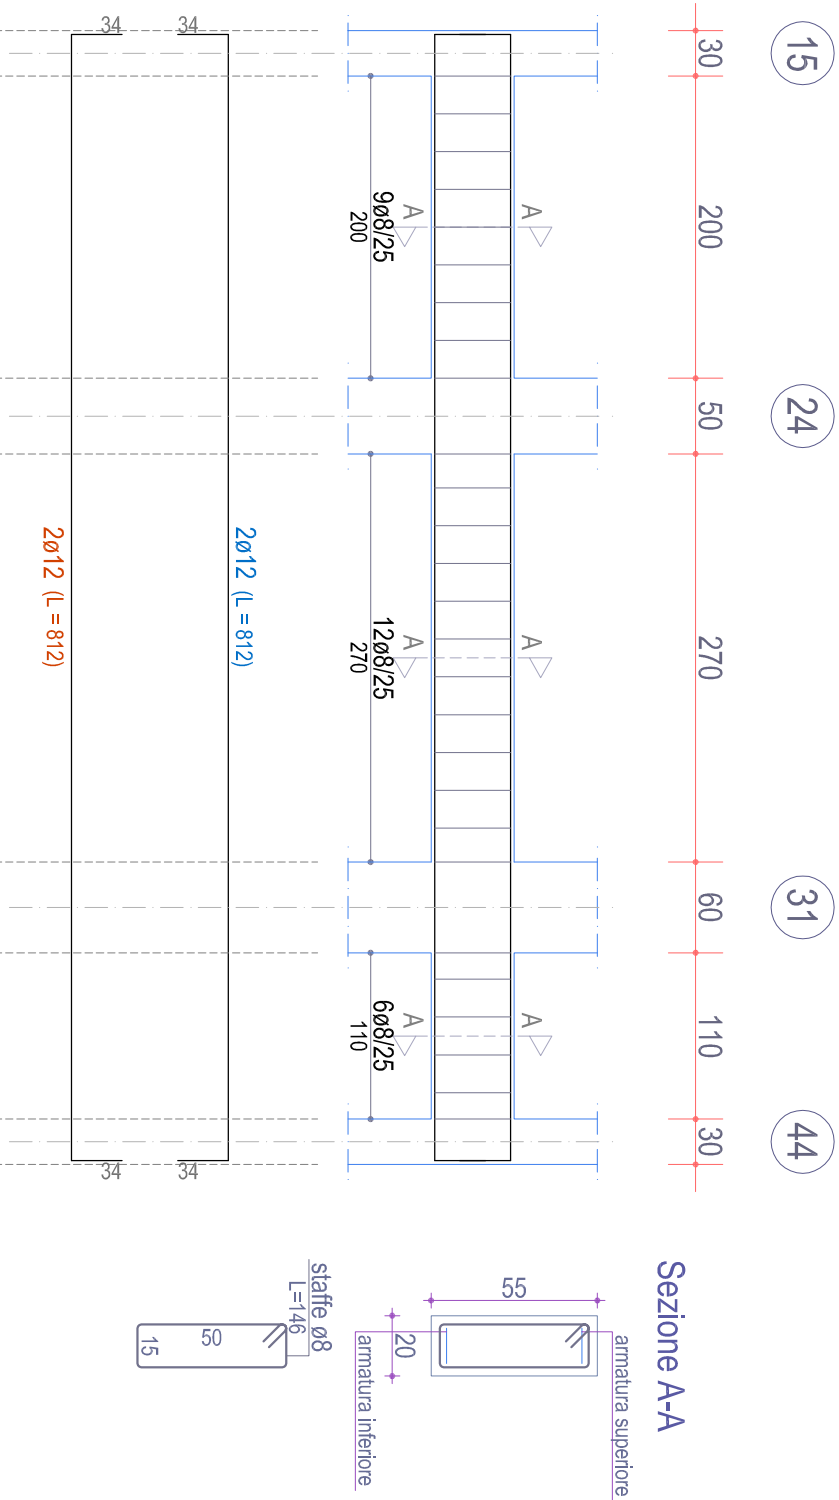 15
24
31
44
30
200
50
270
60
110
30
A
A
A
A
A
A
9ø8/25
200
12ø8/25
270
6ø8/25
110
34
34
2ø12 (L = 812)
34
34
2ø12 (L = 812)
Sezione A-A
armatura superiore
55
20
armatura inferiore
staffe ø8
L=146
50
15